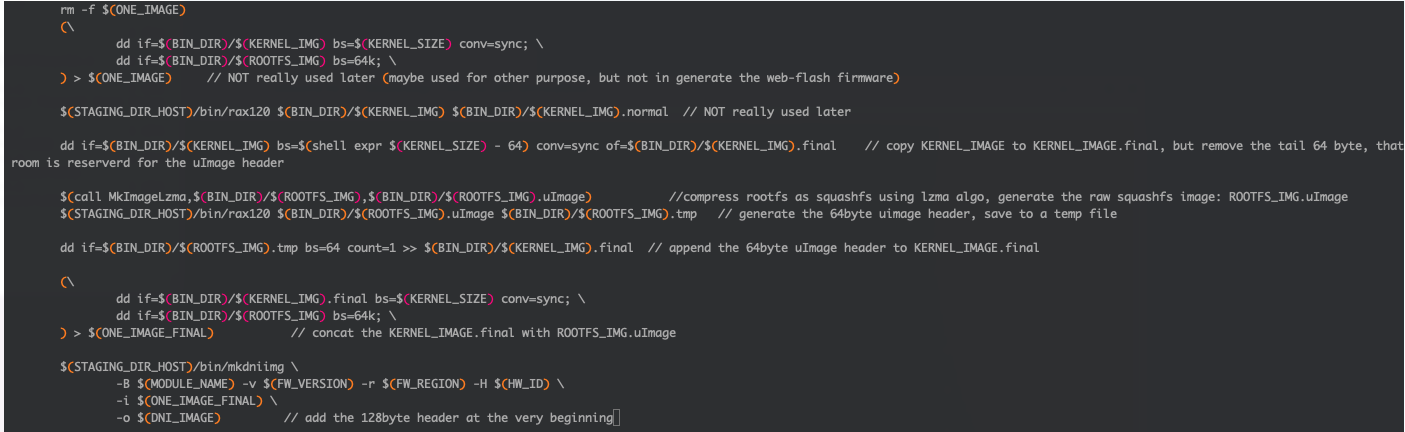 rm -f $(ONE_IMAGE)
(\
dd if=$(BIN_DIR)/$(KERNEL_IMG) bs=$(KERNEL_SIZE) conv=sync; \
dd if=$(BIN_DIR)/$(ROOTFS_IMG) bs=64k; \
) > $(ONE_IMAGE) // NOT really used later (maybe used for other purpose, but not in generate the web-flash firmware)
$(STAGING_DIR_HOST)/bin/rax120 $(BIN_DIR)/$(KERNEL_IMG) $(BIN_DIR)/$(KERNEL_IMG).normal // NOT really used later
dd if=$(BIN_DIR)/$(KERNEL_IMG) bs=$(shell expr $(KERNEL_SIZE) - 64) conv=sync of=$(BIN_DIR)/$(KERNEL_IMG).final // copy KERNEL_IMAGE to KERNEL_IMAGE.final, but remove the tail 64 byte, that
room is reserverd for the uImage header
$(call MkImageLzma,$(BIN_DIR)/$(ROOTFS_IMG),$(BIN_DIR)/$(ROOTFS_IMG).uImage) //compress rootfs as squashfs using lzma algo, generate the raw squashfs image: ROOTFS_IMG.uImage
$(STAGING_DIR_HOST)/bin/rax120 $(BIN_DIR)/$(ROOTFS_IMG).uImage $(BIN_DIR)/$(ROOTFS_IMG).tmp // generate the 64byte uimage header, save to a temp file
dd if=$(BIN_DIR)/$(ROOTFS_IMG).tmp bs=64 count=1 >> $(BIN_DIR)/$(KERNEL_IMG).final // append the 64byte uImage header to KERNEL_IMAGE.final
(\
dd if=$(BIN_DIR)/$(KERNEL_IMG).final bs=$(KERNEL_SIZE) conv=sync; \
dd if=$(BIN_DIR)/$(ROOTFS_IMG) bs=64k; \
) > $(ONE_IMAGE_FINAL) // concat the KERNEL_IMAGE.final with ROOTFS_IMG.uImage
$(STAGING_DIR_HOST)/bin/mkdniimg \
-B $(MODULE_NAME) -v $(FW_VERSION) -r $(FW_REGION) -H $(HW_ID) \
-i $(ONE_IMAGE_FINAL) \
-o $(DNI_IMAGE) // add the 128byte header at the very beginning